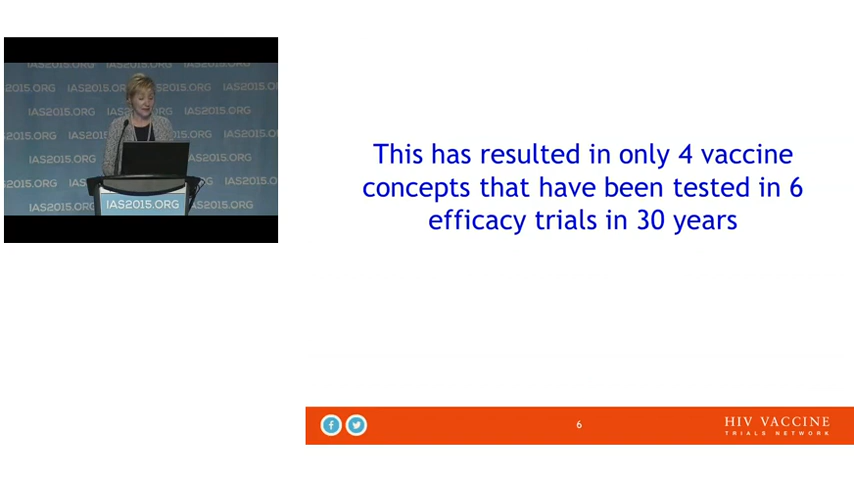 IAS2015.ORG
IAS2015.ORG IAS2015.ORG
IAS2015.ORG
IAS2015.ORG
IAS2015.ORG
IAS2015.ORG
IAS2015.ORG
This has resulted in only 4 vaccine
concepts that have been tested in 6
efficacy trials in 30 years
6
HIV VACCINE
TRIALS NETWORK